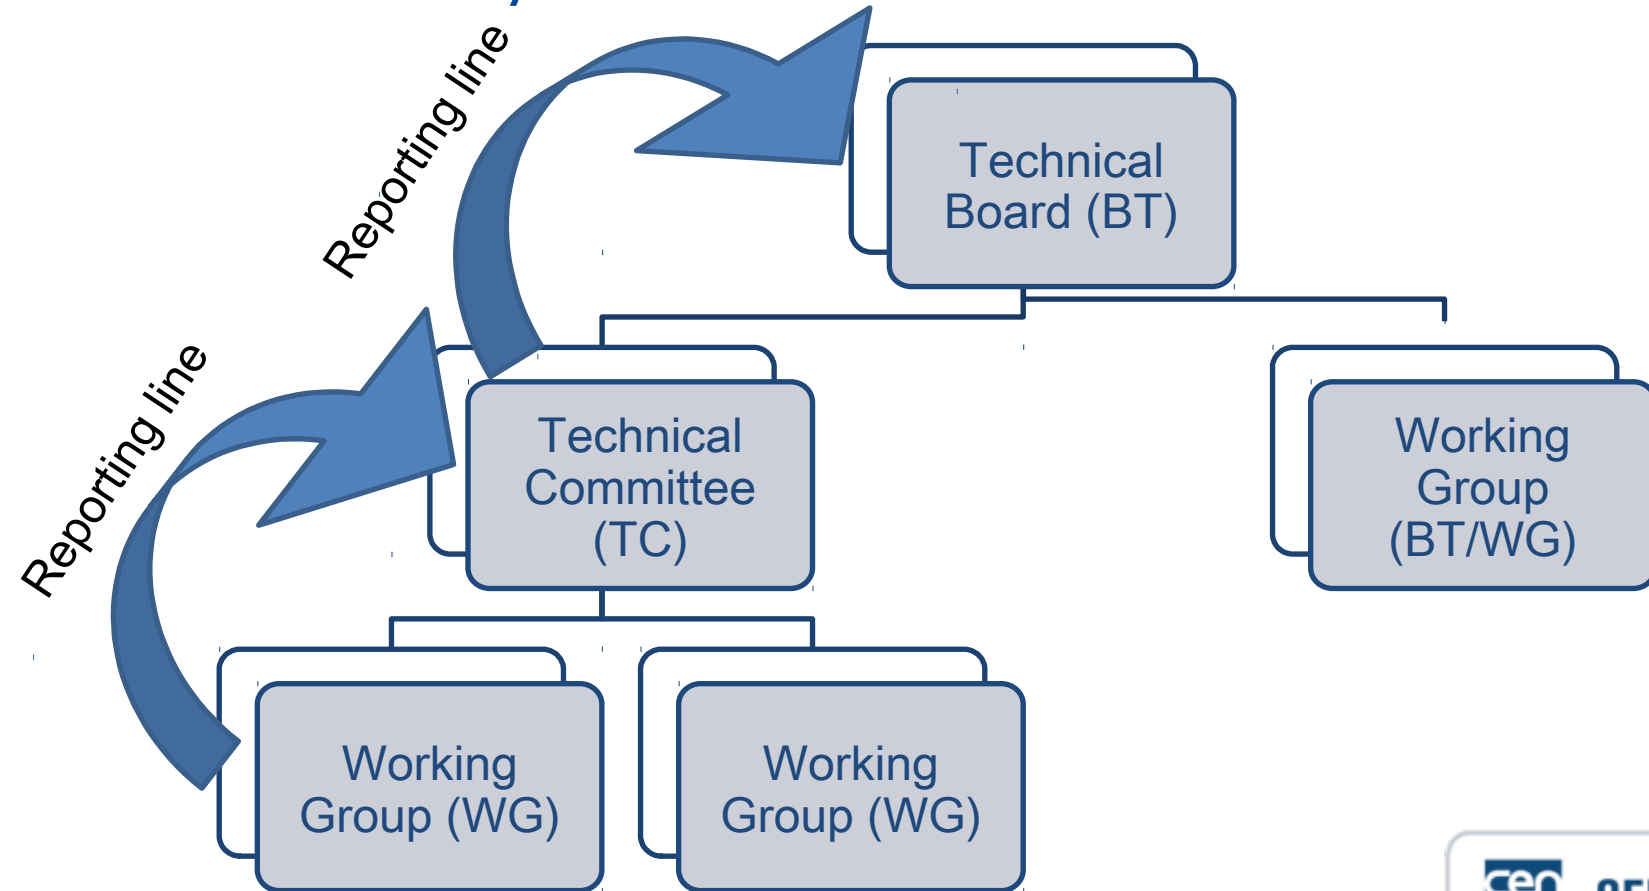 Reporting line
Technical
Board (BT)
Reporting line
Technical
Committee
(TC)
Working
Group
(BT/WG)
Working
Group (WG)
Working
Group (WG)
cen